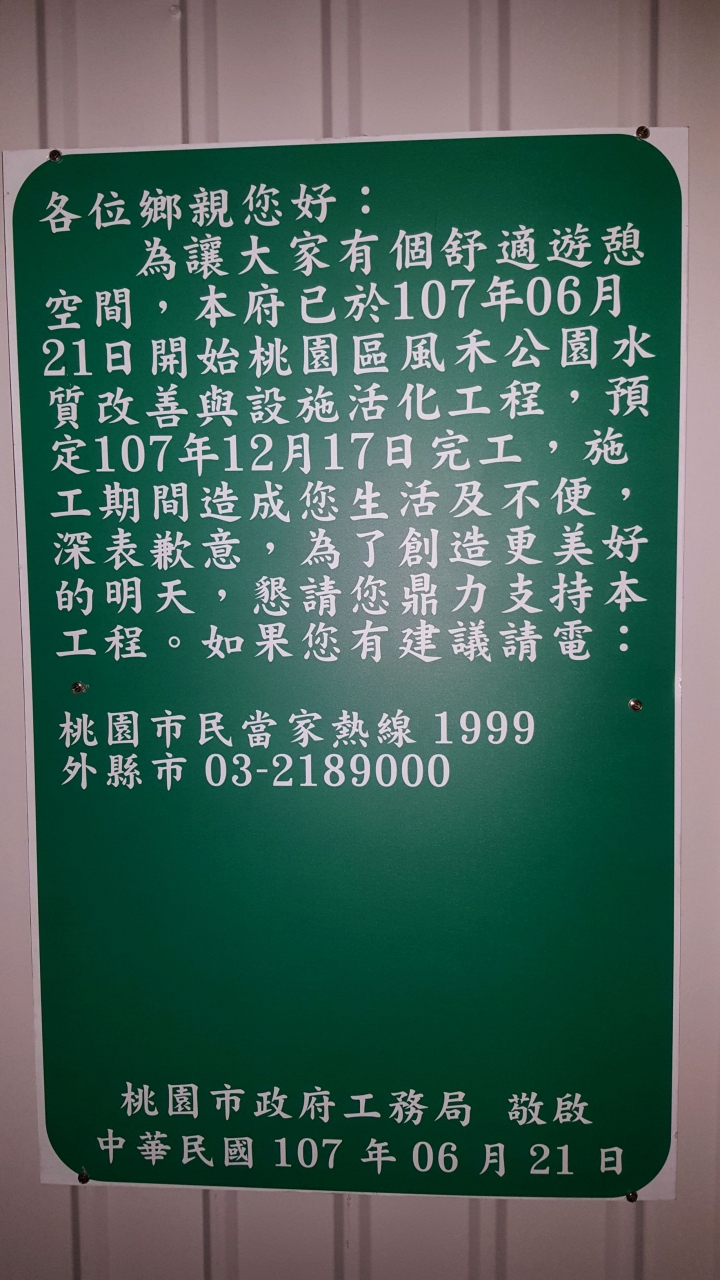 各位鄉親您好：
為讓大家有個舒適遊憩
空間，本府已於107年06月
21日開始桃園區風禾公園水
質改善與設施活化工程，預
定107年12月17日完工，施
工期間造成您生活及不便，
深表歉意，為了創造更美好
的明天，懇請您鼎力支持本
工程。如果您有建議請電：
桃園市民當家熱線 1999
外縣市 03-2189000
桃園市政府工務局 敬啟
中華民國 107 年 06 月 21 日